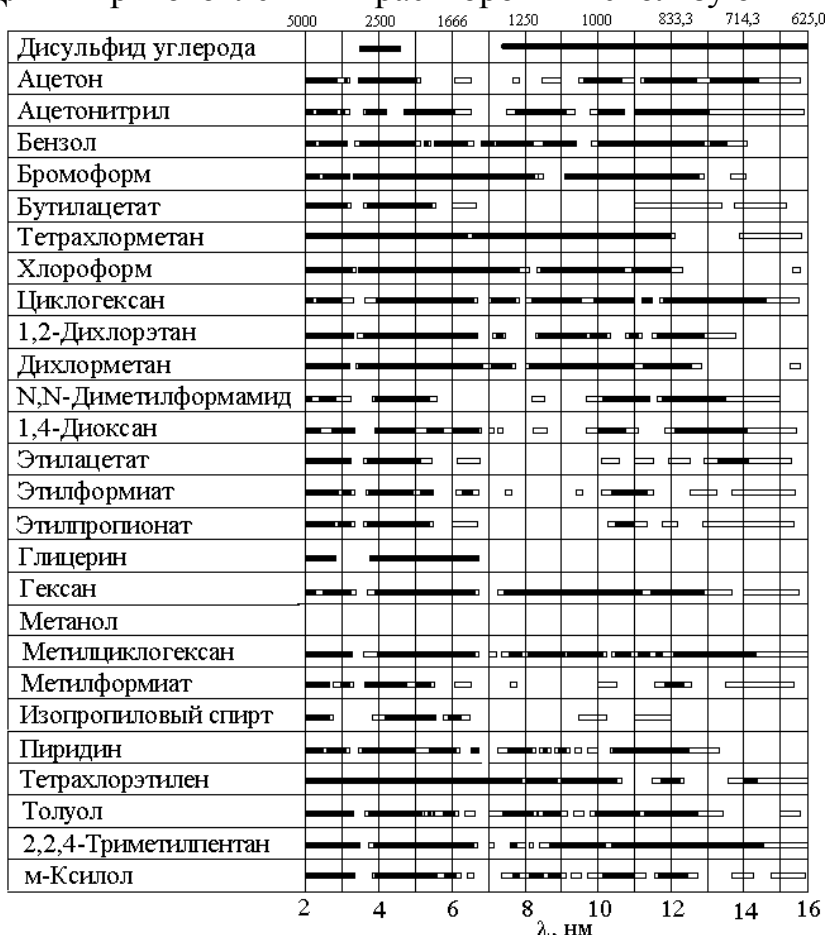 5000 2500 1666 1250 1000 833,3 714,3 625,0
Дисульфид углерода
Ацетон
Ацетонитрил
Бензол
Бромоформ
Бутилацетат
Тетрахлорметан
Хлороформ
Циклогексан
1,2-Дихлорэтан
Дихлорметан
N,N-Диметилформамид
1,4-Диоксан
Этилацетат
Этилформиат
Этилпропионат
Глицерин
Гексан
Метанол
Метилциклогексан
Метилформиат
Изопропиловый спирт
Пиридин
Тетрахлорэтилен
Толуол
2,2,4-Триметилпентан
м-Ксилол
2 4 6 8 10 12 14 16
λ, нм